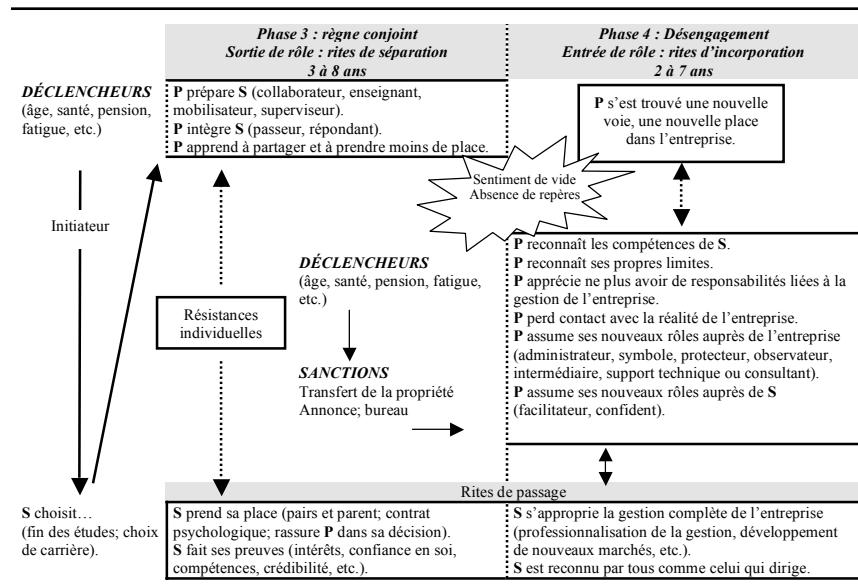 Phase 3 : règne conjoint
Sortie de rôle : rites de séparation
3 à 8 ans
Phase 4 : Désengagement
Entrée de rôle : rites d'incorporation
2 à 7 ans
DÉCLENCHEURS
(âge, santé, pension,
fatigue, etc.)
P prépare S (collaborateur, enseignant,
mobilisateur, superviseur).
P intègre S (passeur, répondant).
P apprend à partager et à prendre moins de place.
P s'est trouvé une nouvelle
voie, une nouvelle place
dans l'entreprise.
Sentiment de vide
Absence de repères
Initiateur
DÉCLENCHEURS
(âge, santé, pension, fatigue,
etc.)
Résistances
individuelles
SANCTIONS
Transfert de la propriété
Annonce; bureau
P reconnaît les compétences de S.
P reconnaît ses propres limites.
P apprécie ne plus avoir de responsabilités liées à la
gestion de l'entreprise.
P perd contact avec la réalité de l'entreprise.
P assume ses nouveaux rôles auprès de l'entreprise
(administrateur, symbole, protecteur, observateur,
intermédiaire, support technique ou consultant).
P assume ses nouveaux rôles auprès de S
(facilitateur, confident).
Rites de passage
S choisit…
(fin des études; choix
de carrière).
S prend sa place (pairs et parent; contrat
psychologique; rassure P dans sa décision).
S fait ses preuves (intérêts, confiance en soi,
compétences, crédibilité, etc.).
S s'approprie la gestion complète de l'entreprise
(professionnalisation de la gestion, développement
de nouveaux marchés, etc.).
S est reconnu par tous comme celui qui dirige.